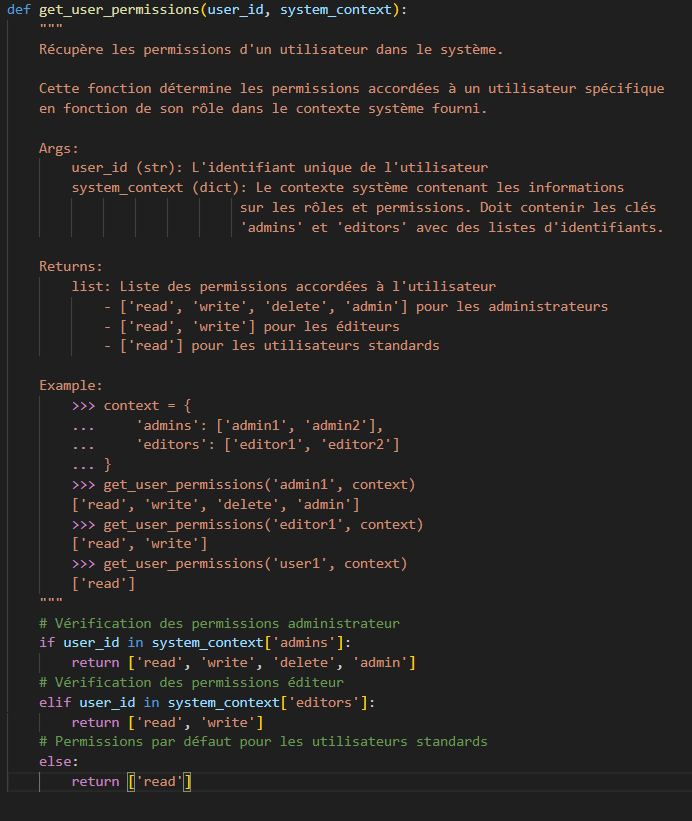 def get_user_permissions(user_id, system_context):
    """
    Récupère les permissions d'un utilisateur dans le système.

    Cette fonction détermine les permissions accordées à un utilisateur spécifique
    en fonction de son rôle dans le contexte système fourni.

    Args:
        user_id (str): L'identifiant unique de l'utilisateur
        system_context (dict): Le contexte système contenant les informations
                             sur les rôles et permissions. Doit contenir les clés
                             'admins' et 'editors' avec des listes d'identifiants.

    Returns:
        list: Liste des permissions accordées à l'utilisateur
            - ['read', 'write', 'delete', 'admin'] pour les administrateurs
            - ['read', 'write'] pour les éditeurs
            - ['read'] pour les utilisateurs standards

    Example:
        >>> context = {
        ...     'admins': ['admin1', 'admin2'],
        ...     'editors': ['editor1', 'editor2']
        ... }
        >>> get_user_permissions('admin1', context)
        ['read', 'write', 'delete', 'admin']
        >>> get_user_permissions('editor1', context)
        ['read', 'write']
        >>> get_user_permissions('user1', context)
        ['read']
    """
    # Vérification des permissions administrateur
    if user_id in system_context['admins']:
        return ['read', 'write', 'delete', 'admin']
    # Vérification des permissions éditeur
    elif user_id in system_context['editors']:
        return ['read', 'write']
    # Permissions par défaut pour les utilisateurs standards
    else:
        return ['read']